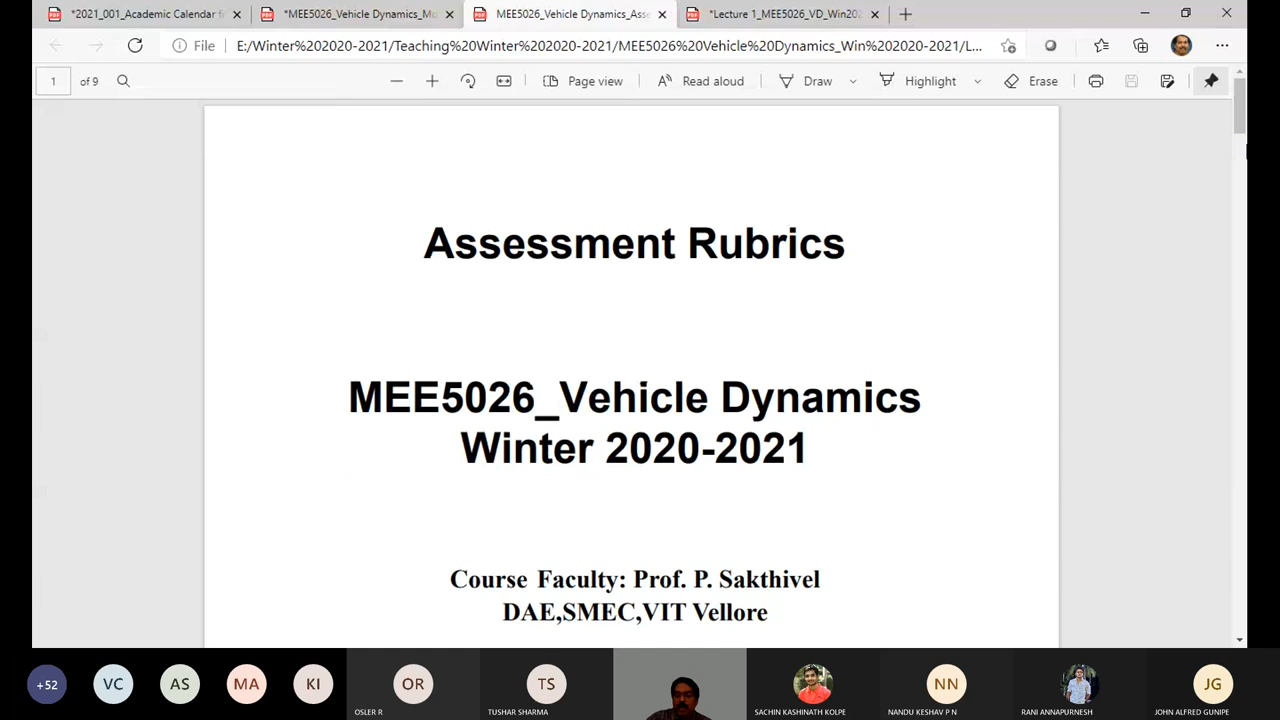 *2021_001_Academic Calendar f
*MEE5026_Vehicle Dynamics_Mo
MEE5026_Vehicle Dynamics_Asse
*Lecture 1_MEE5026_VD_Win202
File
E:/Winter%202020-2021/Teaching%20Winter%202020-2021/MEE5026%20Vehicle%20Dynamics_Win%202020-2021/L...
1 of 9
Page view
Read aloud
Draw
Highlight
Erase
Assessment Rubrics
MEE5026_Vehicle Dynamics
Winter 2020-2021
Course Faculty: Prof. P. Sakthivel
DAE,SMEC,VIT Vellore
+52
VC
AS
MA
KI
OR
OSLER R
TS
TUSHAR SHARMA
SACHIN KASHINATH KOLPE
NN
NANDU KESHAV P N
RANI ANNAPURNESH
JG
JOHN ALFRED GUNIPE